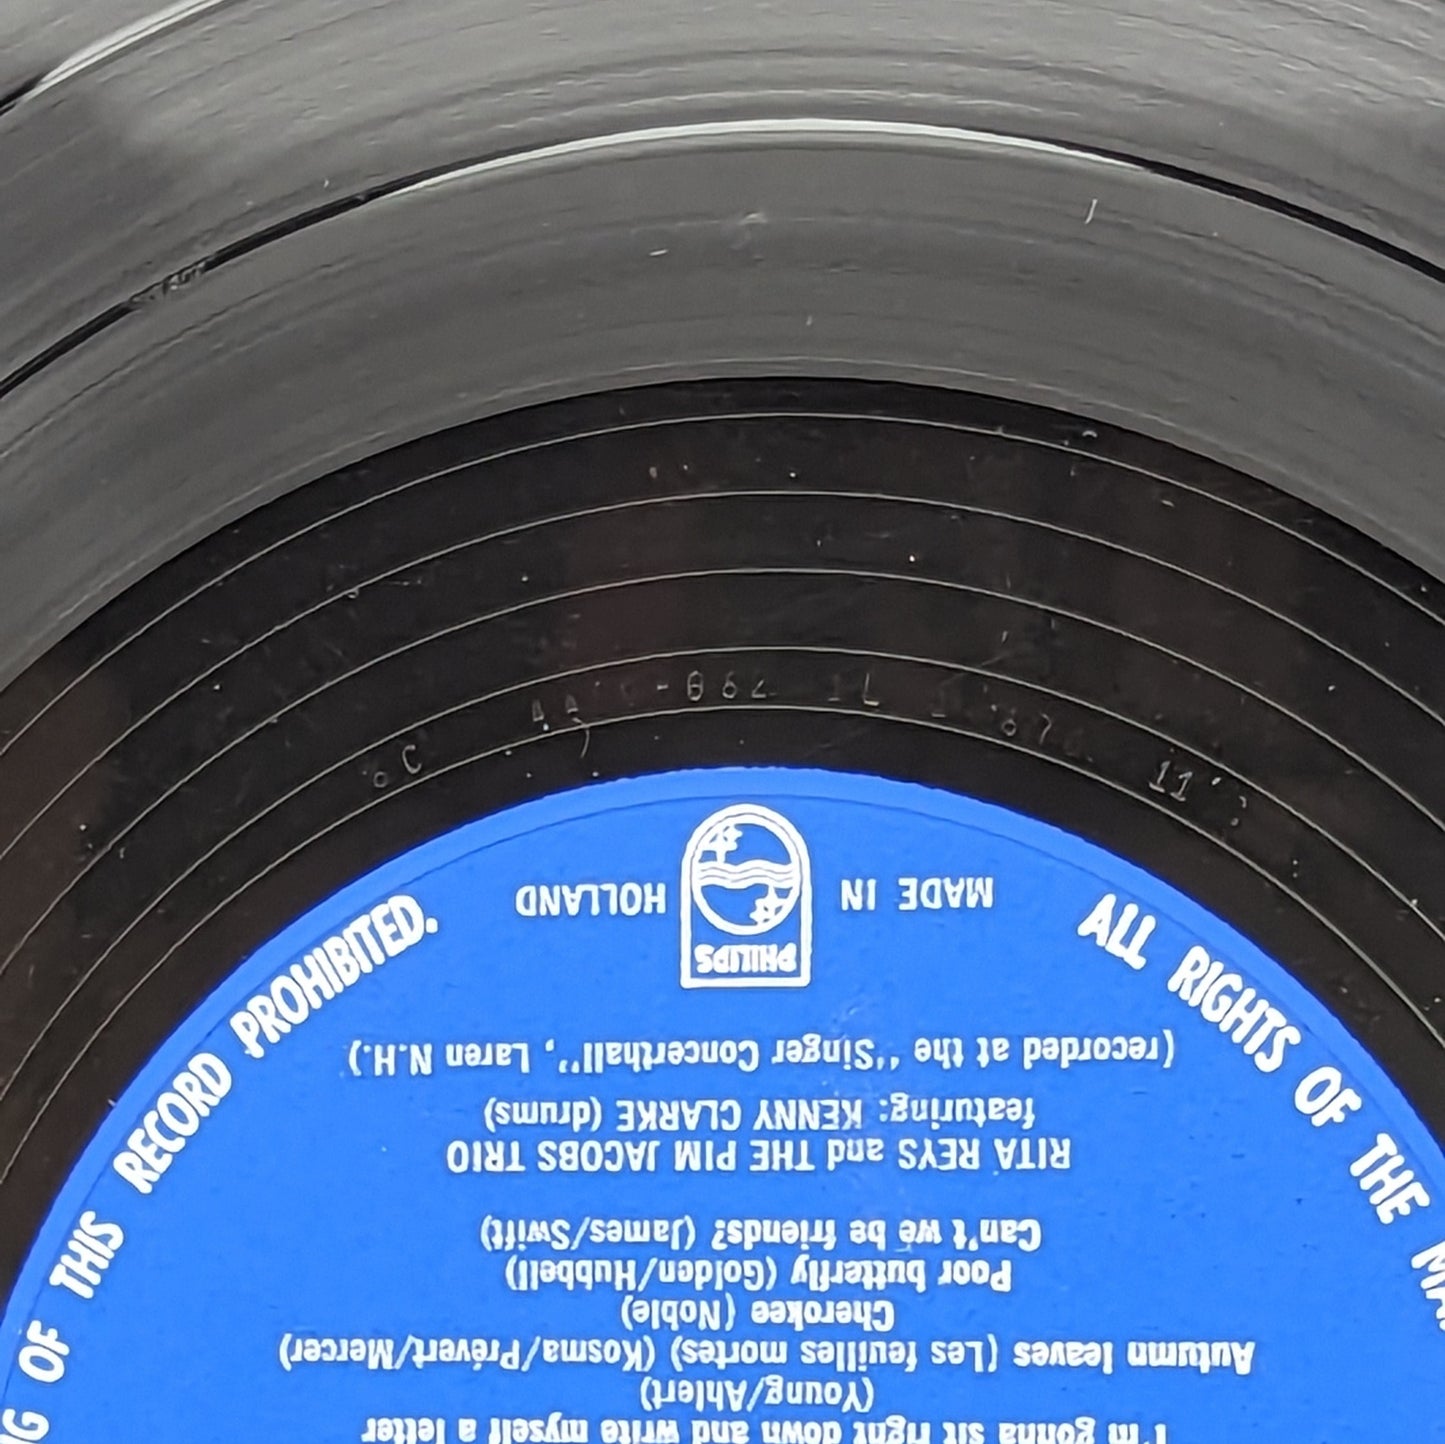 I'm gonna sit right down and write myself a letter
(Young/Ahlert)
Autumn leaves (Les feuilles mortes) (Kosma/Prévert/Mercer)
Cherokee (Noble)
Poor butterfly (Golden/Hubbell)
Can't we be friends? (James/Swift)
RITA REYS and THE PIM JACOBS TRIO
featuring: KENNY CLARKE (drums)
(recorded at the "Singer Concerthall", Laren N.H.)
PHILIPS
MADE IN HOLLAND
ALL RIGHTS OF THE
OF THIS RECORD PROHIBITED.